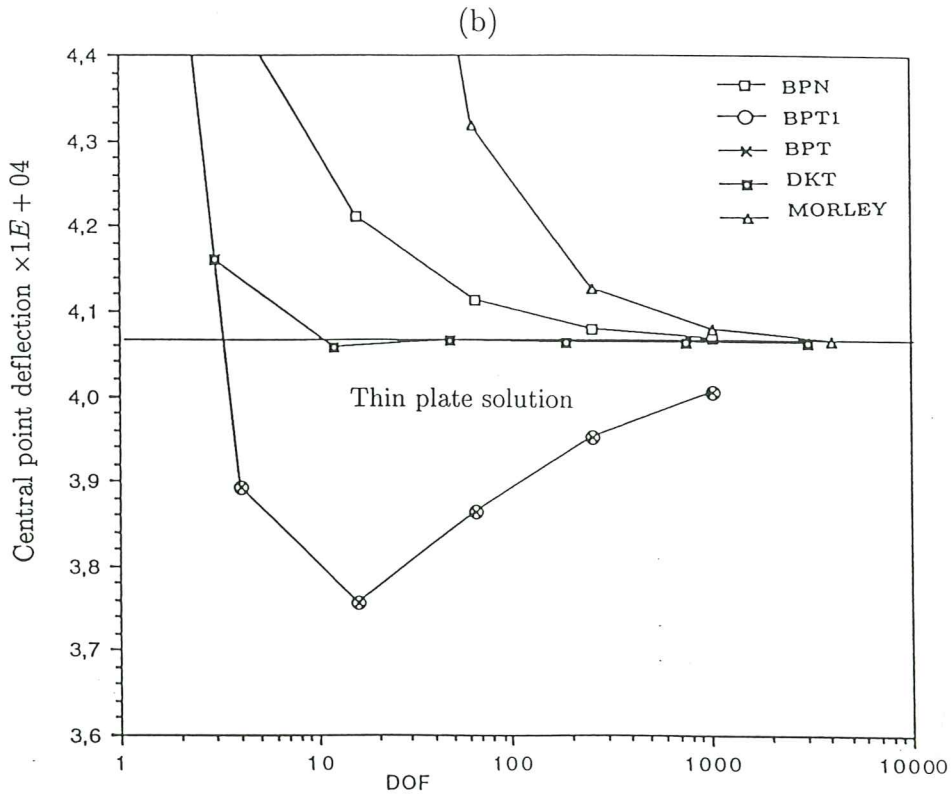 (b)
Central point deflection ×1E + 04
4,4
4,3
4,2
4,1
4,0
3,9
3,8
3,7
3,6
BPN
BPT1
BPT
DKT
MORLEY
Thin plate solution
1
10
100
1000
10000
DOF